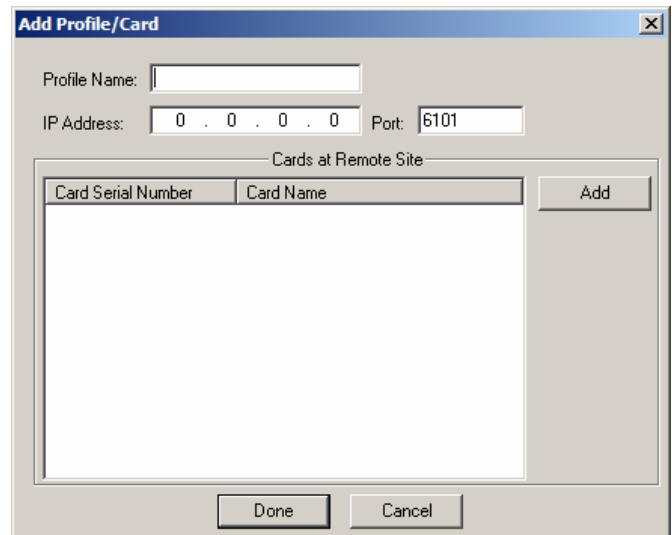 Add Profile/Card
Profile Name:
IP Address: 0 . 0 . 0 . 0 Port: 6101
Cards at Remote Site
Card Serial Number Card Name Add
Done Cancel